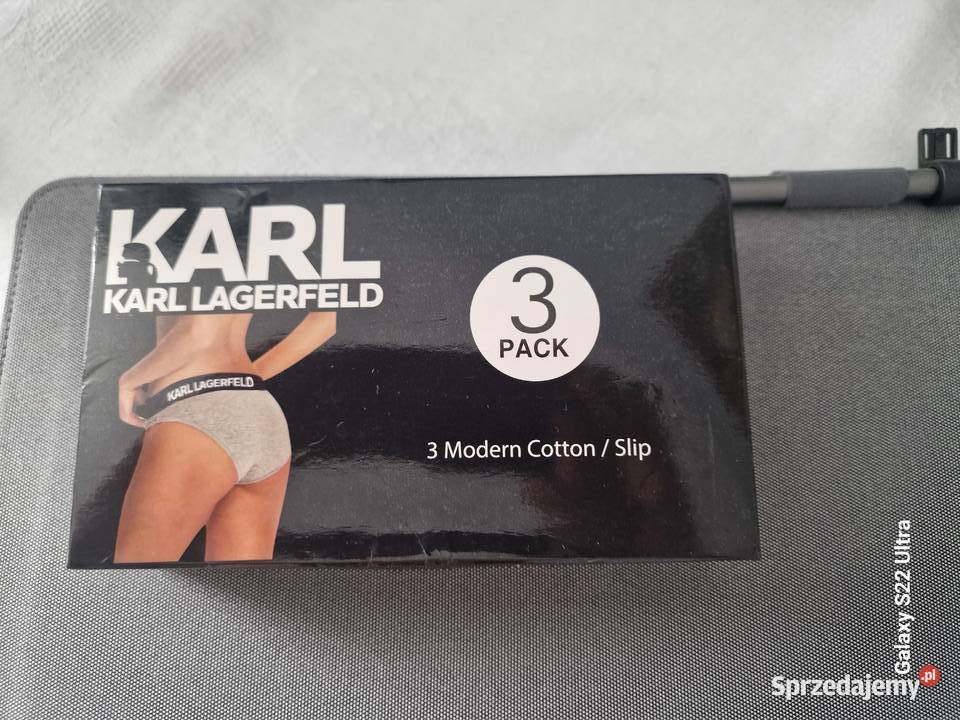 KARL
KARL LAGERFELD
3
PACK
KARL LAGERFELD
3 Modern Cotton / Slip
Galaxy S22 Ultra
Sprzedajemy.pl